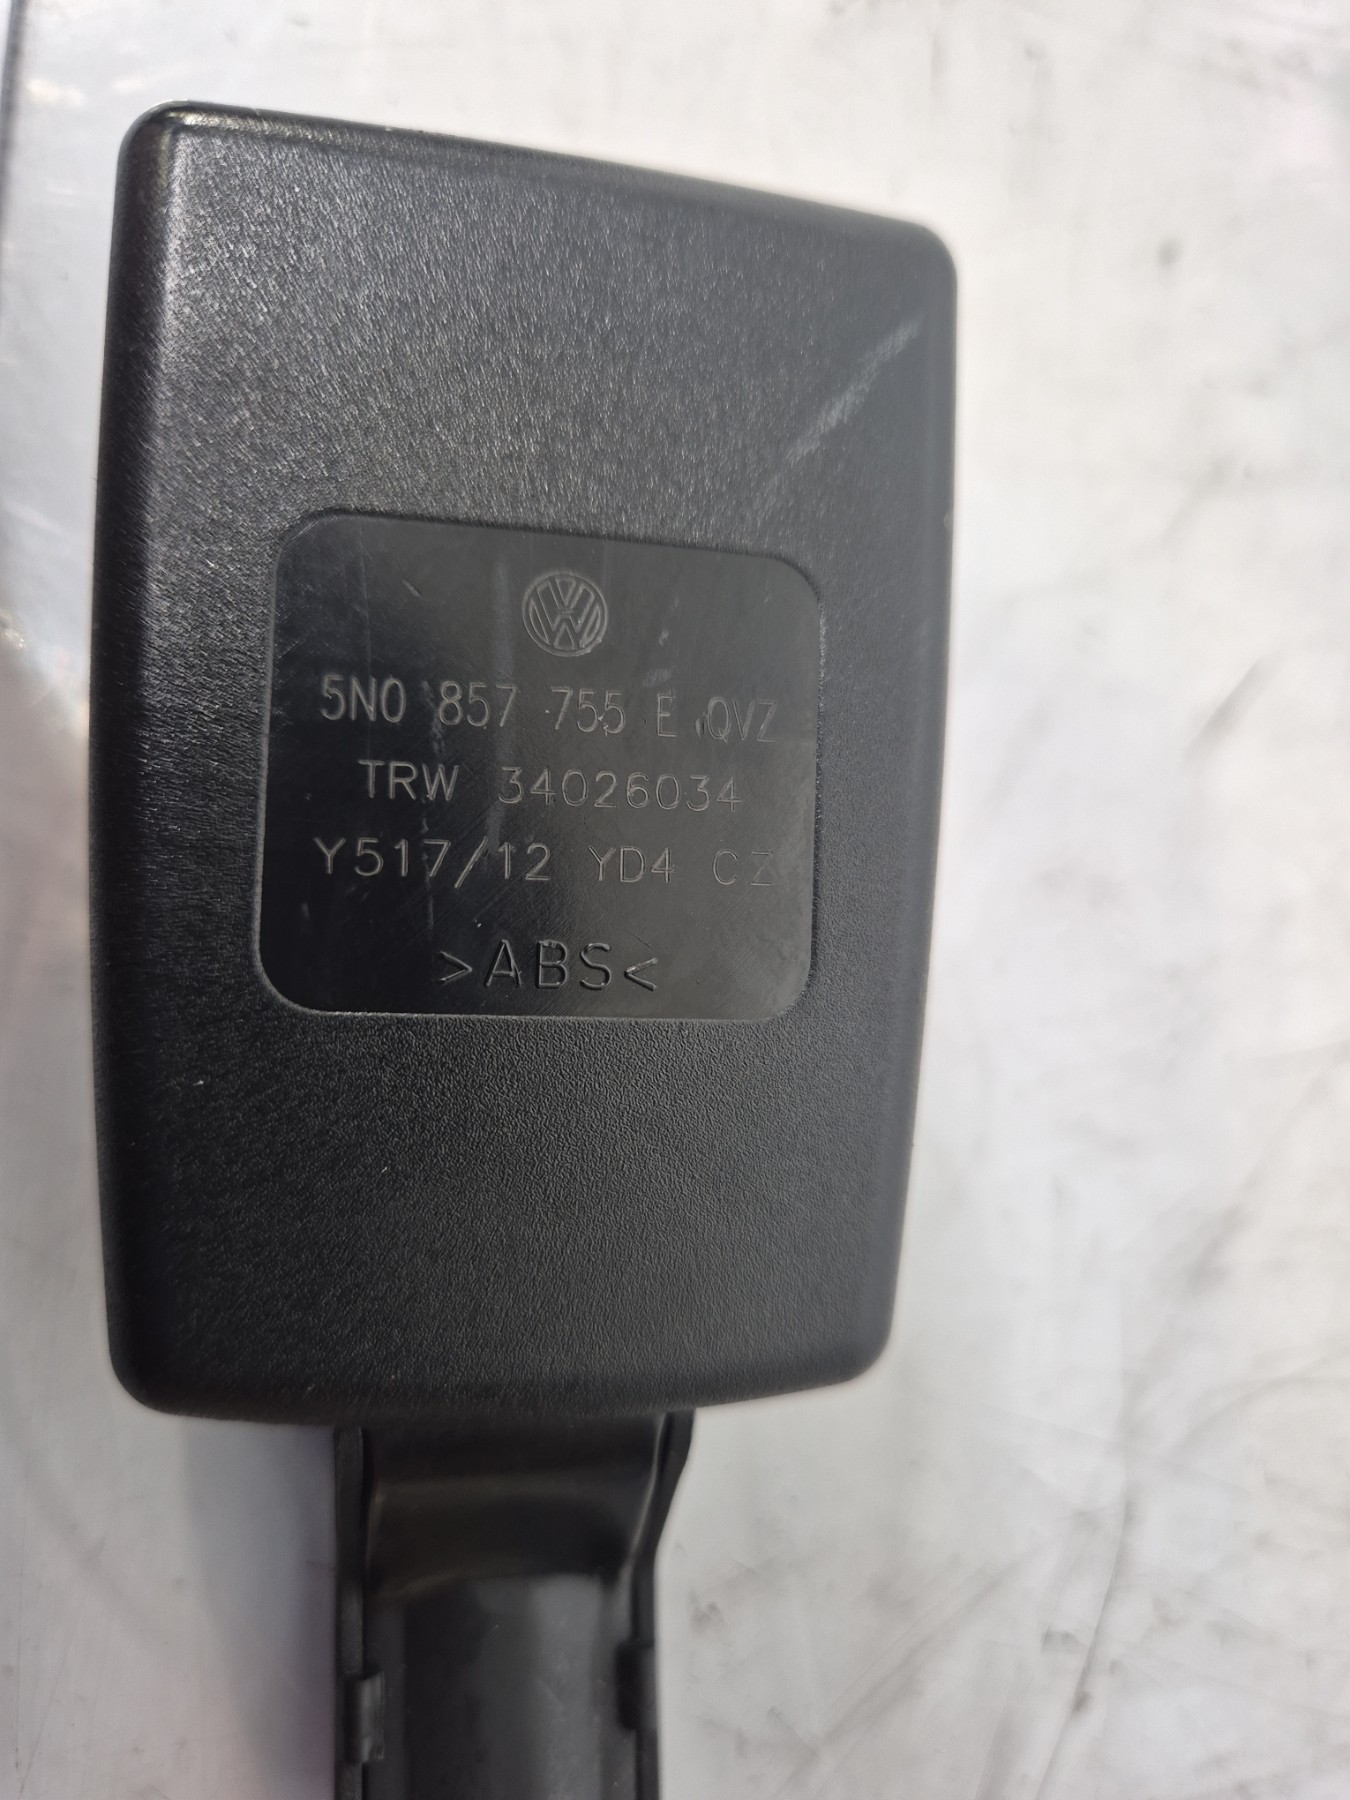 5N0 857 755 E QVZ
TRW 34026034
Y517/12 YD4 CZ
>ABS<